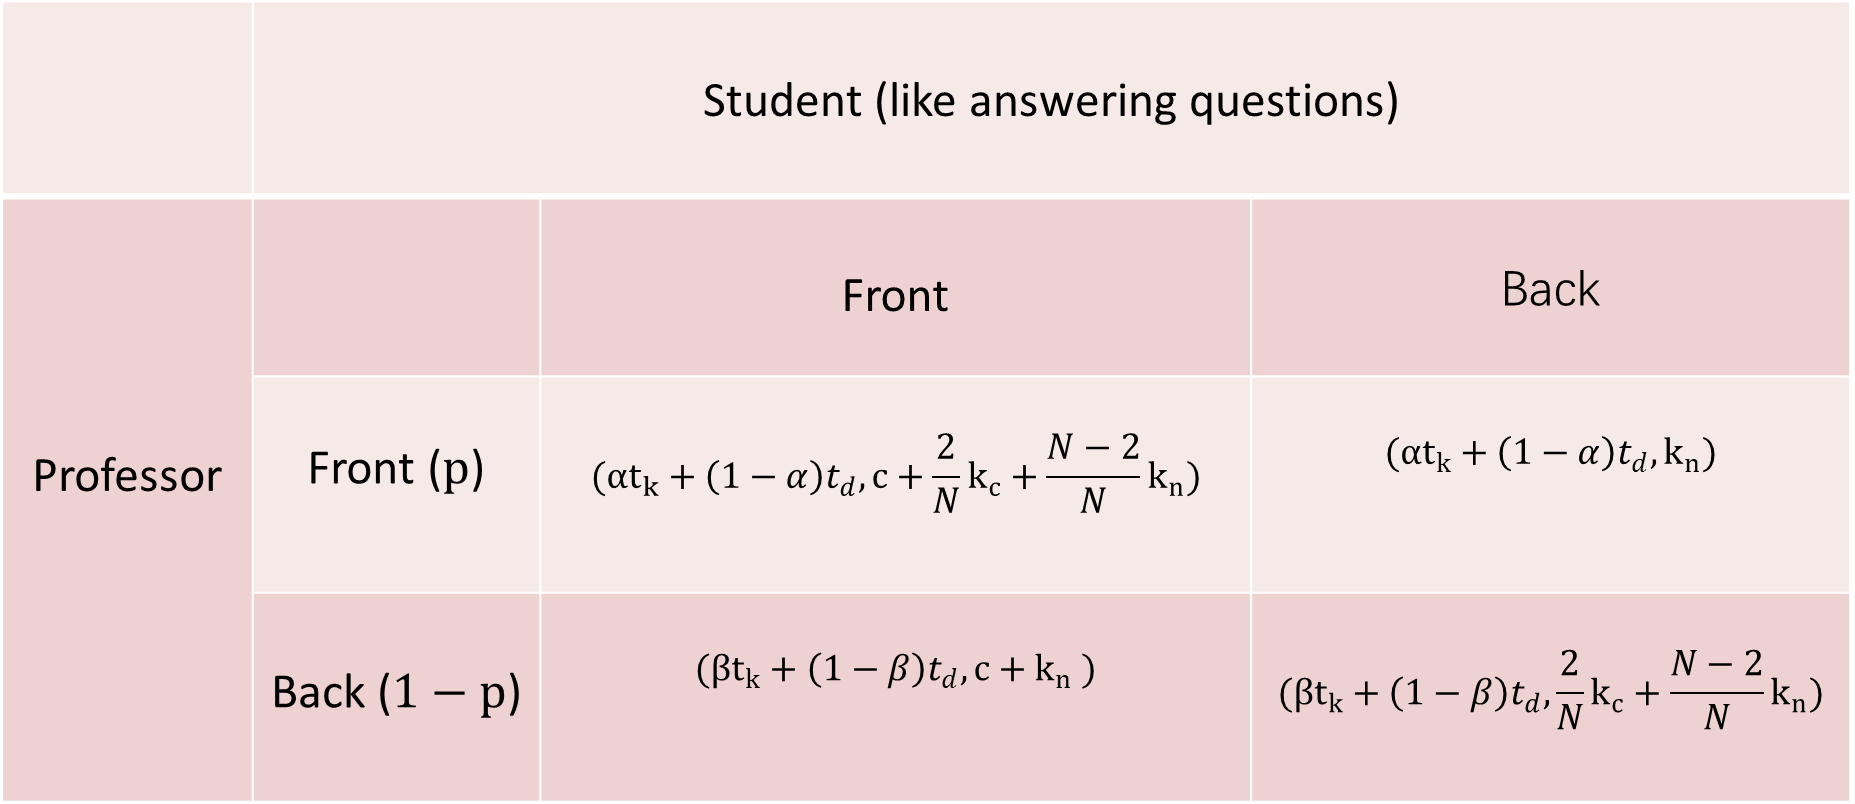 Student (like answering questions)
Front
Back
Professor
Front (p)
(αt_k + (1 − α)t_d, c + 2/N k_c + (N − 2)/N k_n)
(αt_k + (1 − α)t_d, k_n)
Back (1 − p)
(βt_k + (1 − β)t_d, c + k_n )
(βt_k + (1 − β)t_d, 2/N k_c + (N − 2)/N k_n)